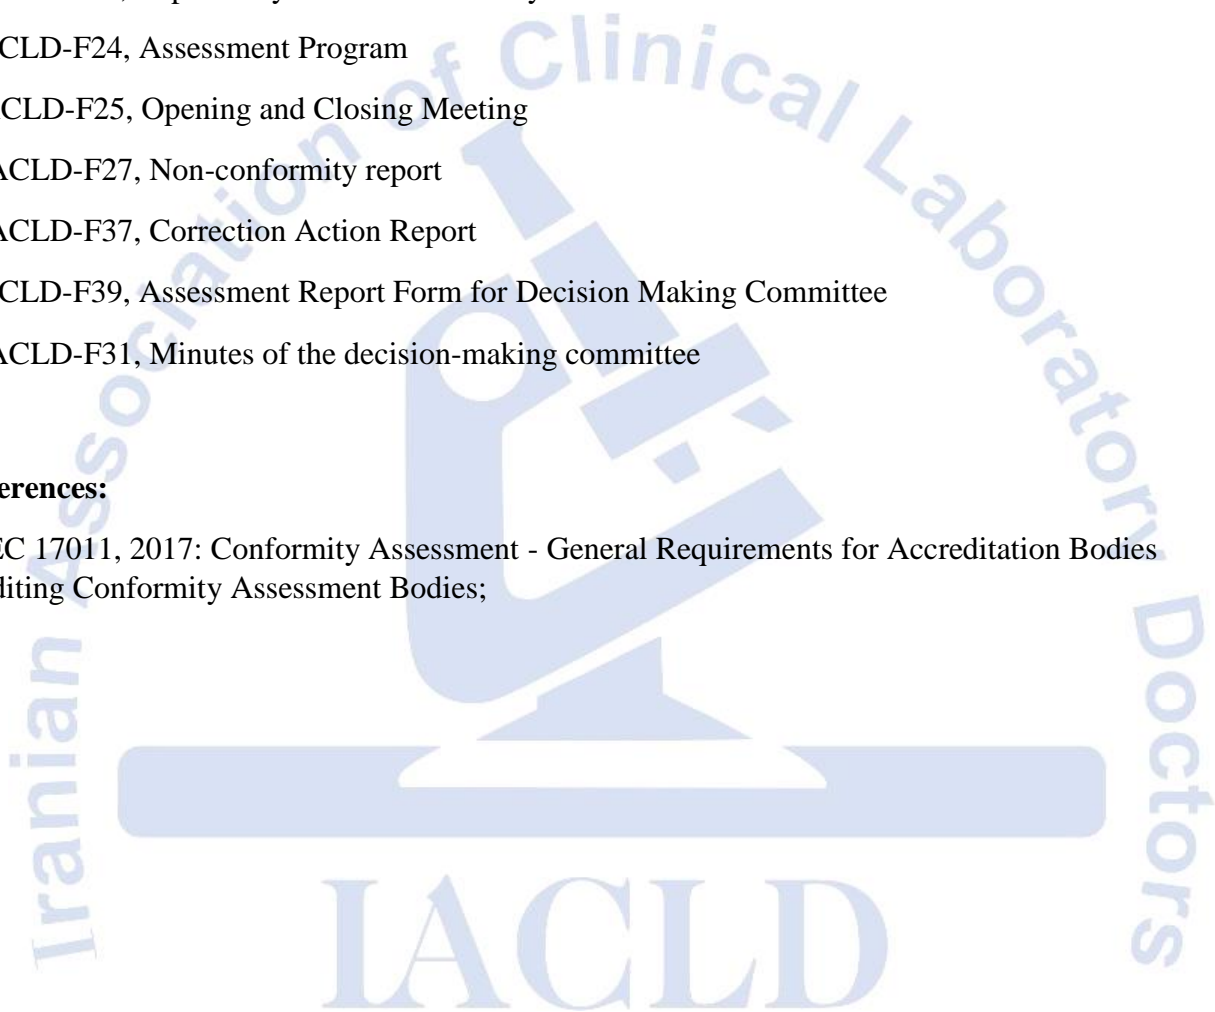 CLD-F24, Assessment Program
CLD-F25, Opening and Closing Meeting
ACLD-F27, Non-conformity report
ACLD-F37, Correction Action Report
CLD-F39, Assessment Report Form for Decision Making Committee
ACLD-F31, Minutes of the decision-making committee
erences:
EC 17011, 2017: Conformity Assessment - General Requirements for Accreditation Bodies
diting Conformity Assessment Bodies;
Iranian Association of Clinical Laboratory Doctors
IACLD